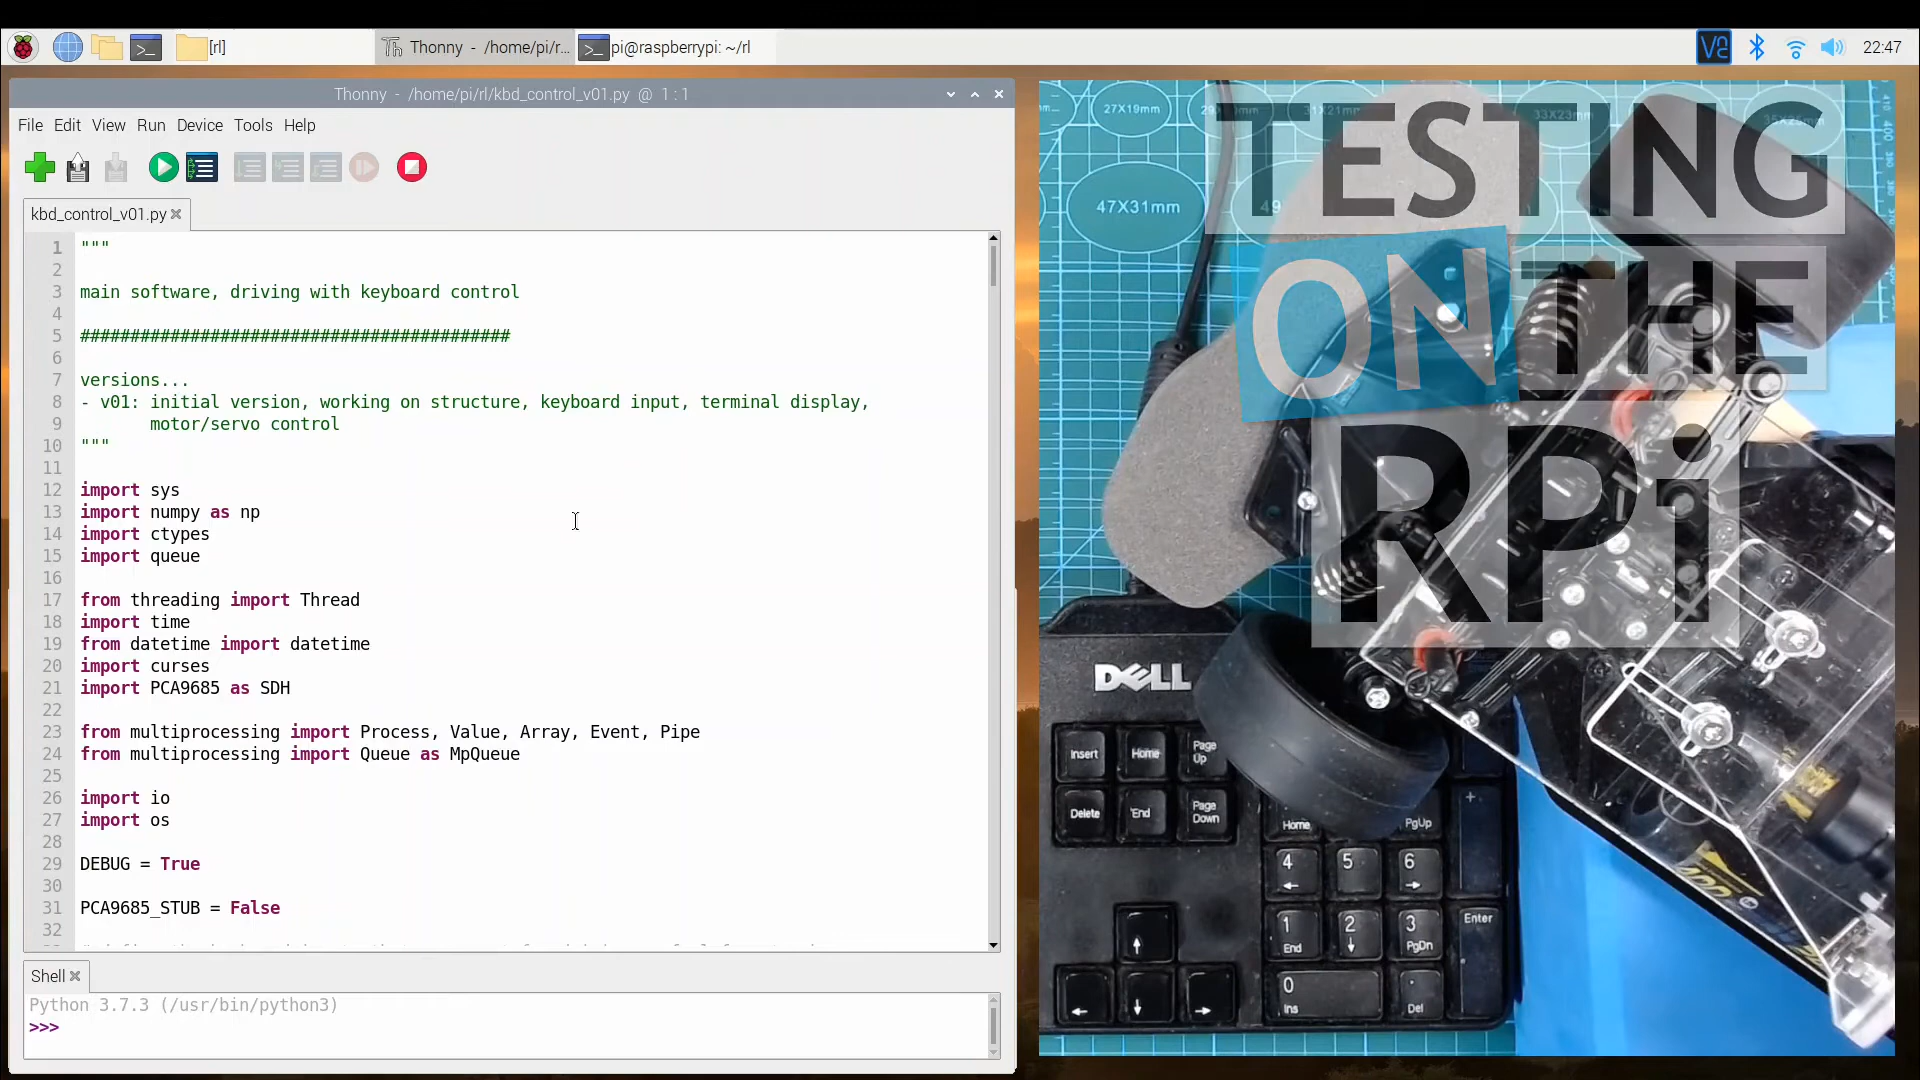 [rl]
Thonny - /home/pi/r...
pi@raspberrypi: ~/rl
22:47
Thonny - /home/pi/rl/kbd_control_v01.py @ 1 : 1
File Edit View Run Device Tools Help
kbd_control_v01.py
1 """
2
3 main software, driving with keyboard control
4
5 ###########################################
6
7 versions...
8 - v01: initial version, working on structure, keyboard input, terminal display,
9 motor/servo control
10 """
11
12 import sys
13 import numpy as np
14 import ctypes
15 import queue
16
17 from threading import Thread
18 import time
19 from datetime import datetime
20 import curses
21 import PCA9685 as SDH
22
23 from multiprocessing import Process, Value, Array, Event, Pipe
24 from multiprocessing import Queue as MpQueue
25
26 import io
27 import os
28
29 DEBUG = True
30
31 PCA9685_STUB = False
32
Shell
Python 3.7.3 (/usr/bin/python3)
>>>
TESTING
ON THE
RPi
27X19mm
31X21mm
33X23mm
35X25mm
47X31mm
DELL
Insert Home Page Up
Delete End Page Down
Home PgUp +
4 5 6
1 End 2 3 PgDn Enter
0 Ins . Del